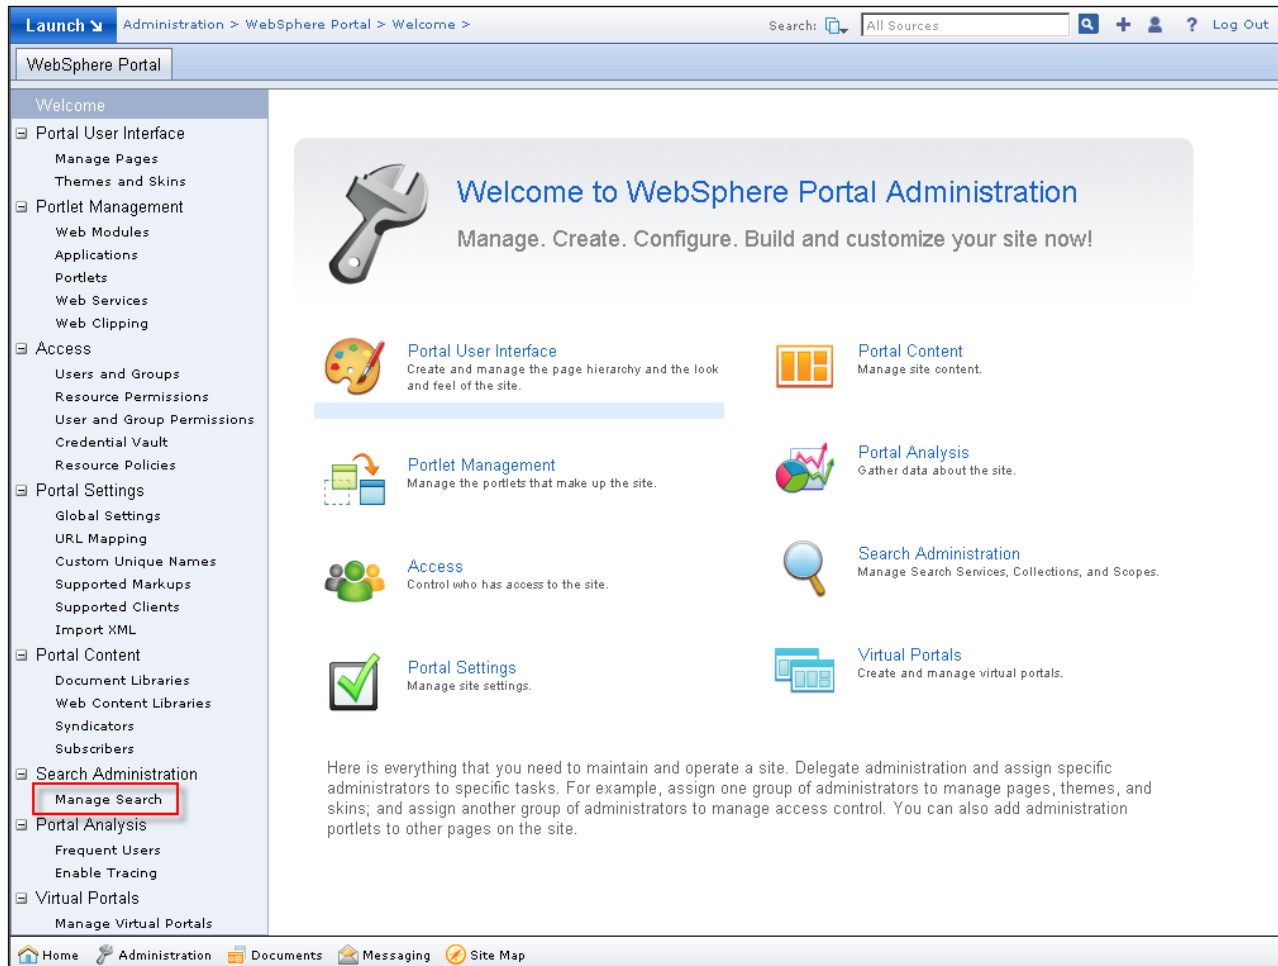 Launch
Administration > WebSphere Portal > Welcome >
Search:
All Sources
? Log Out
WebSphere Portal
Welcome
Portal User Interface
Manage Pages
Themes and Skins
Portlet Management
Web Modules
Applications
Portlets
Web Services
Web Clipping
Access
Users and Groups
Resource Permissions
User and Group Permissions
Credential Vault
Resource Policies
Portal Settings
Global Settings
URL Mapping
Custom Unique Names
Supported Markups
Supported Clients
Import XML
Portal Content
Document Libraries
Web Content Libraries
Syndicators
Subscribers
Search Administration
Manage Search
Portal Analysis
Frequent Users
Enable Tracing
Virtual Portals
Manage Virtual Portals
Welcome to WebSphere Portal Administration
Manage. Create. Configure. Build and customize your site now!
Portal User Interface
Create and manage the page hierarchy and the look
and feel of the site.
Portal Content
Manage site content.
Portlet Management
Manage the portlets that make up the site.
Portal Analysis
Gather data about the site.
Access
Control who has access to the site.
Search Administration
Manage Search Services, Collections, and Scopes.
Portal Settings
Manage site settings.
Virtual Portals
Create and manage virtual portals.
Here is everything that you need to maintain and operate a site. Delegate administration and assign specific
administrators to specific tasks. For example, assign one group of administrators to manage pages, themes, and
skins; and assign another group of administrators to manage access control. You can also add administration
portlets to other pages on the site.
Home
Administration
Documents
Messaging
Site Map